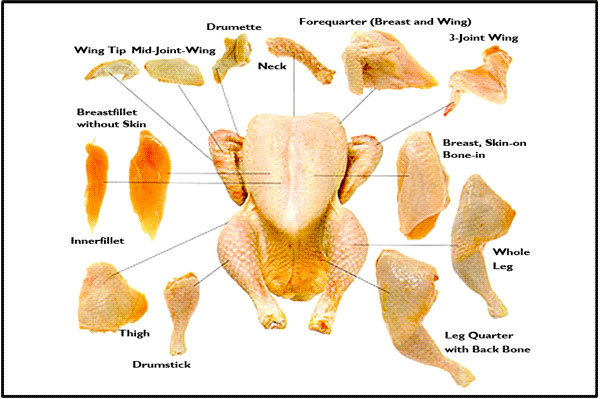 Drumette
Forequarter (Breast and Wing)
3-Joint Wing
Wing Tip Mid-Joint-Wing
Neck
Breastfillet
without Skin
Breast, Skin-on
Bone-in
Innerfillet
Whole
Leg
Thigh
Drumstick
Leg Quarter
with Back Bone